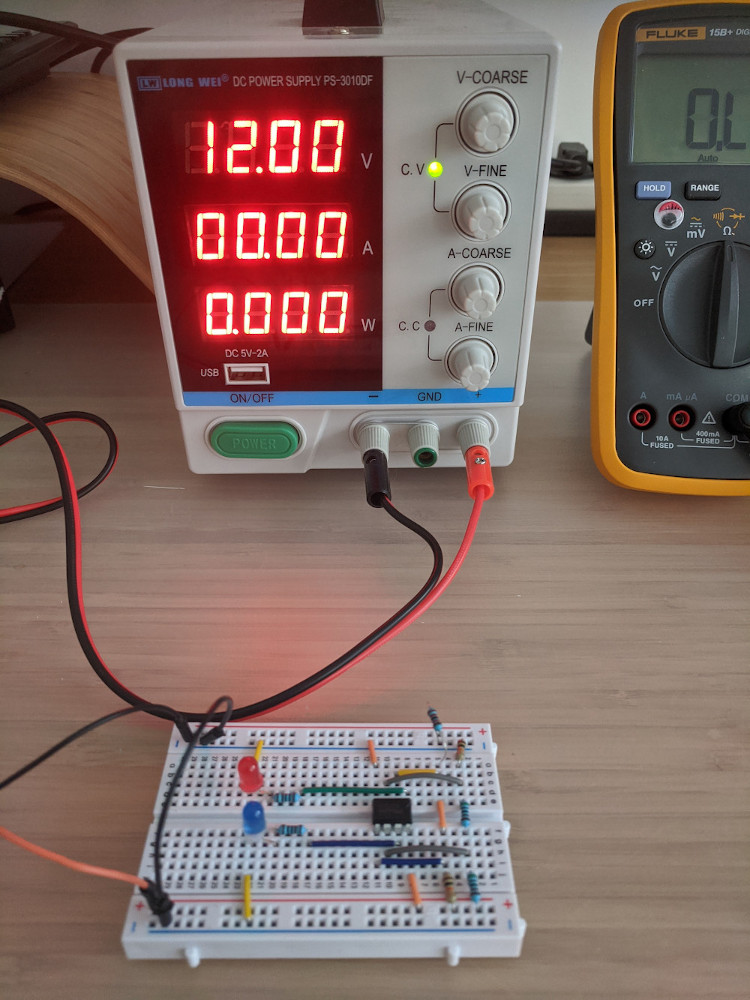 LW LONG WEI® DC POWER SUPPLY PS-3010DF
12.00 V
00.00 A
0.000 W
DC 5V-2A
USB
ON/OFF
POWER
V-COARSE
C.V
V-FINE
A-COARSE
C.C
A-FINE
− GND +
FLUKE 15B+
0.L
Auto
HOLD
RANGE
mV
Ω
V
V
OFF
A
mA µA
COM
10A FUSED
400mA FUSED